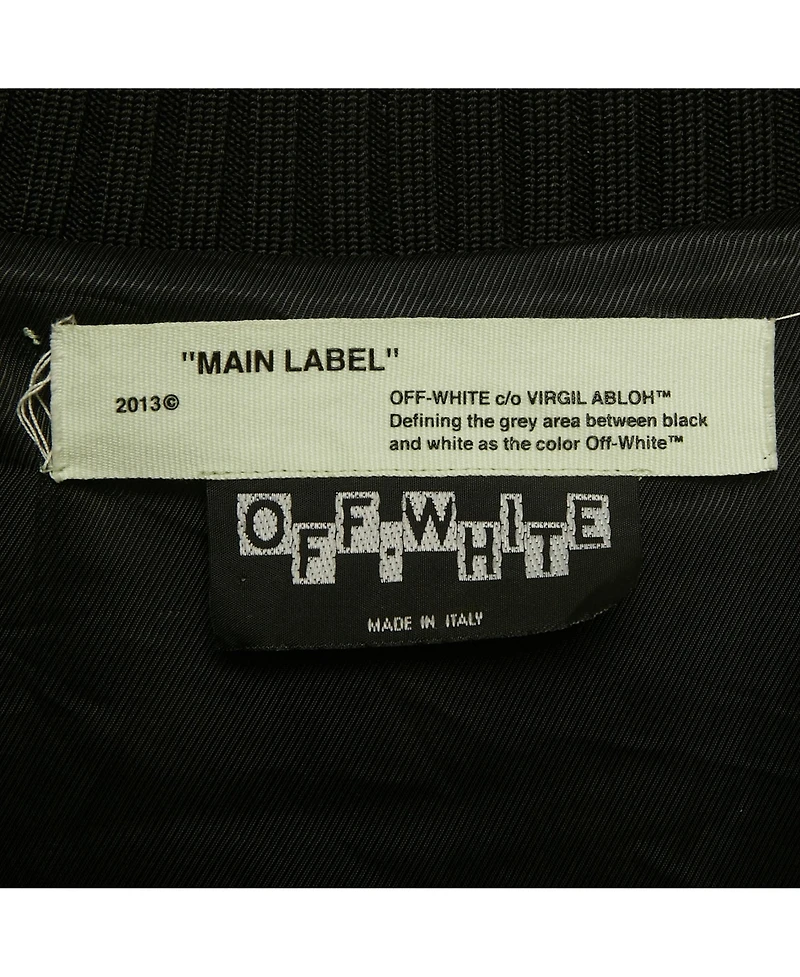 "MAIN LABEL"
2013©
OFF-WHITE c/o VIRGIL ABLOH™
Defining the grey area between black
and white as the color Off-White™
OFF-WHITE
MADE IN ITALY